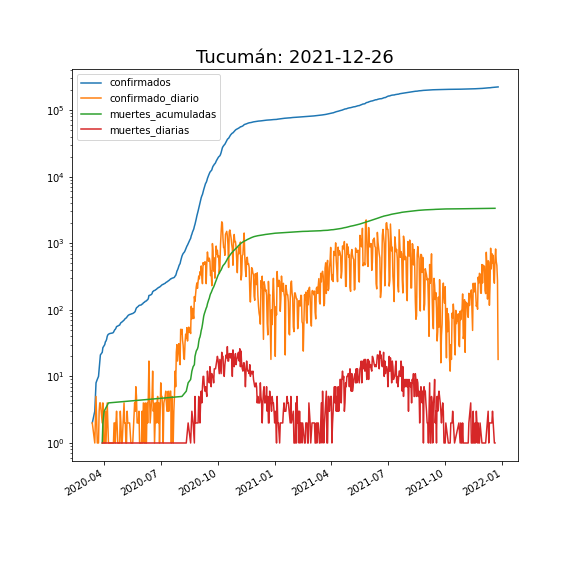 Tucumán: 2021-12-26
confirmados
confirmado_diario
muertes_acumuladas
muertes_diarias
10^5
10^4
10^3
10^2
10^1
10^0
2020-04 2020-07 2020-10 2021-01 2021-04 2021-07 2021-10 2022-01